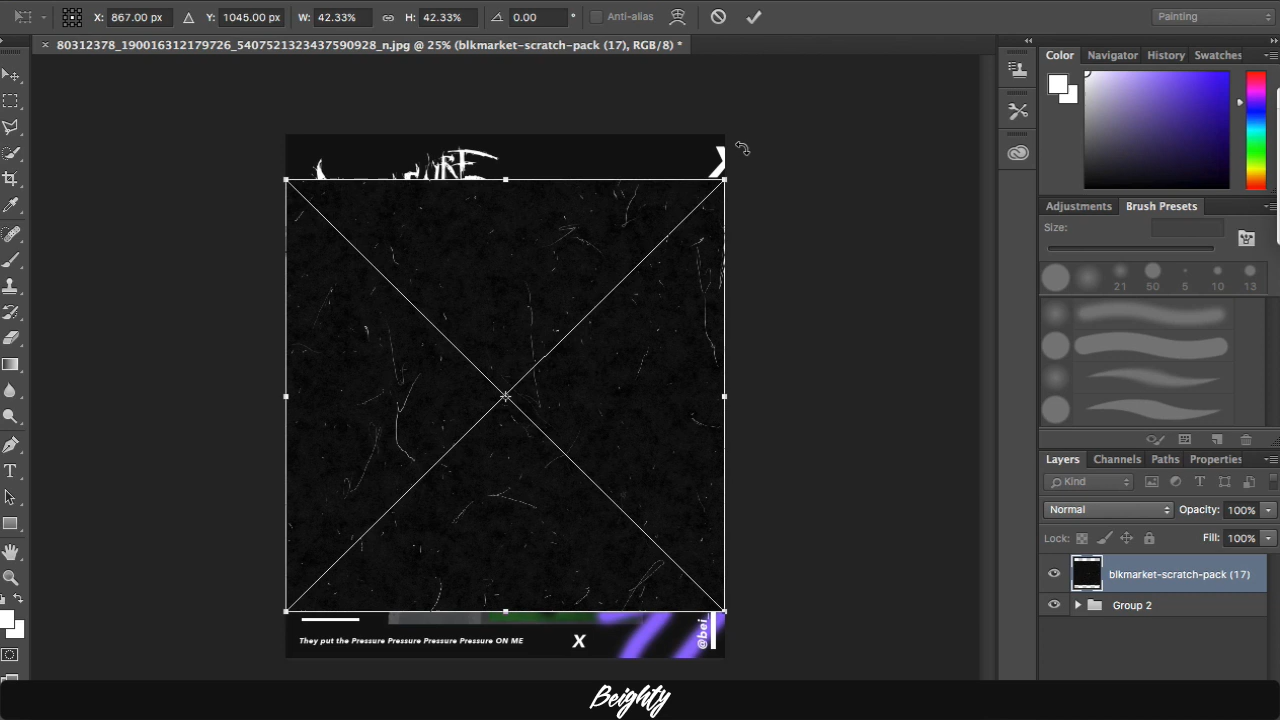 X: 867.00 px Y: 1045.00 px W: 42.33% H: 42.33% 0.00 ° Anti-alias Painting
× 80312378_190016312179726_5407521323437590928_n.jpg @ 25% (blkmarket-scratch-pack (17), RGB/8) *
Color Navigator History Swatches
Adjustments Brush Presets
Size:
21 50 5 10 13
Layers Channels Paths Properties
Kind
Normal Opacity: 100%
Lock: Fill: 100%
blkmarket-scratch-pack (17)
Group 2
They put the Pressure Pressure Pressure Pressure ON ME X @bei
Beighty